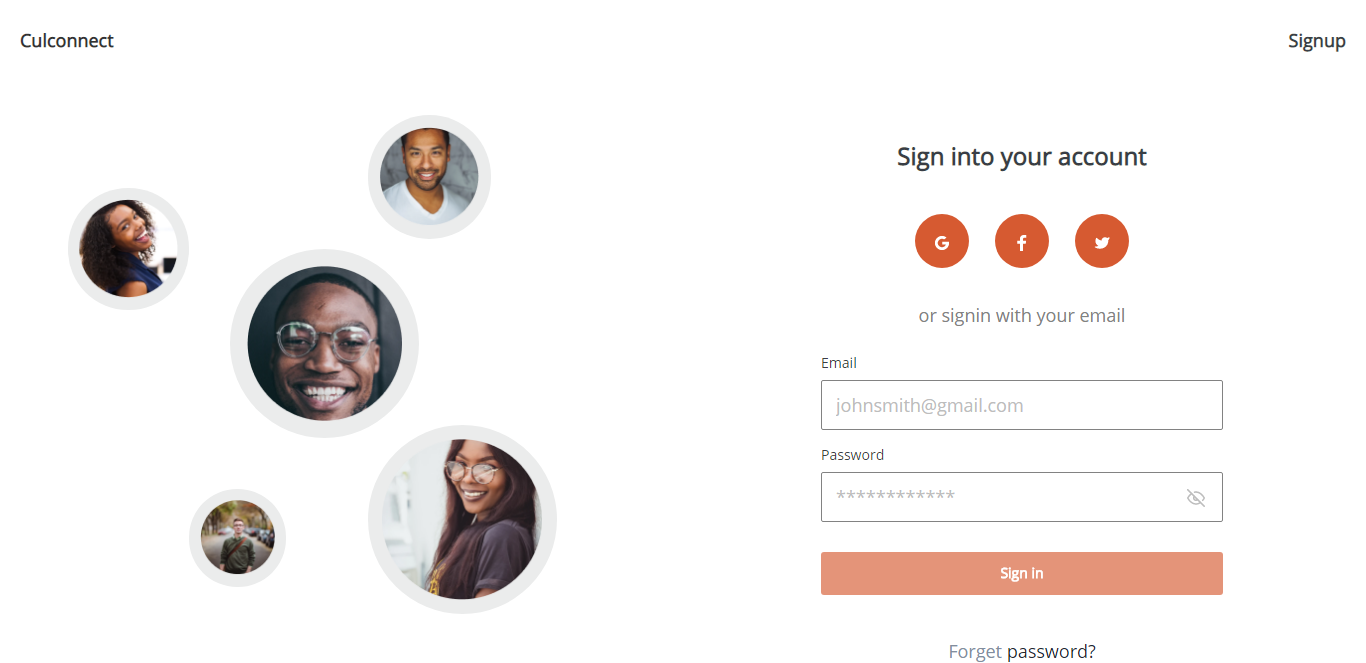 Culconnect
Signup
Sign into your account
or signin with your email
Email
johnsmith@gmail.com
Password
************
Sign in
Forget password?